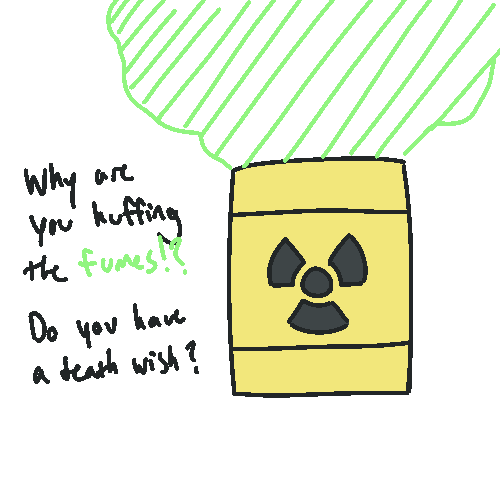 Why are
you huffing
the fumes!?
Do you have
a death wish?